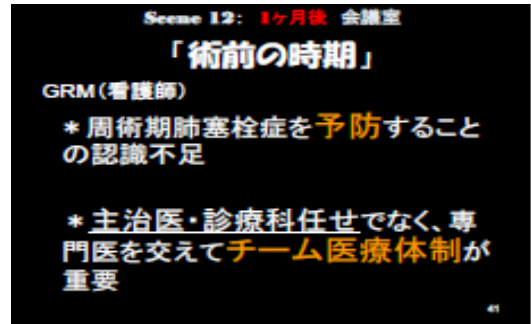 Scene 12: 1ヶ月後 会議室
「術前の時期」
GRM(看護師)
*周術期肺塞栓症を予防すること
の認識不足
*主治医・診療科任せでなく、専
門医を交えてチーム医療体制が
重要
41